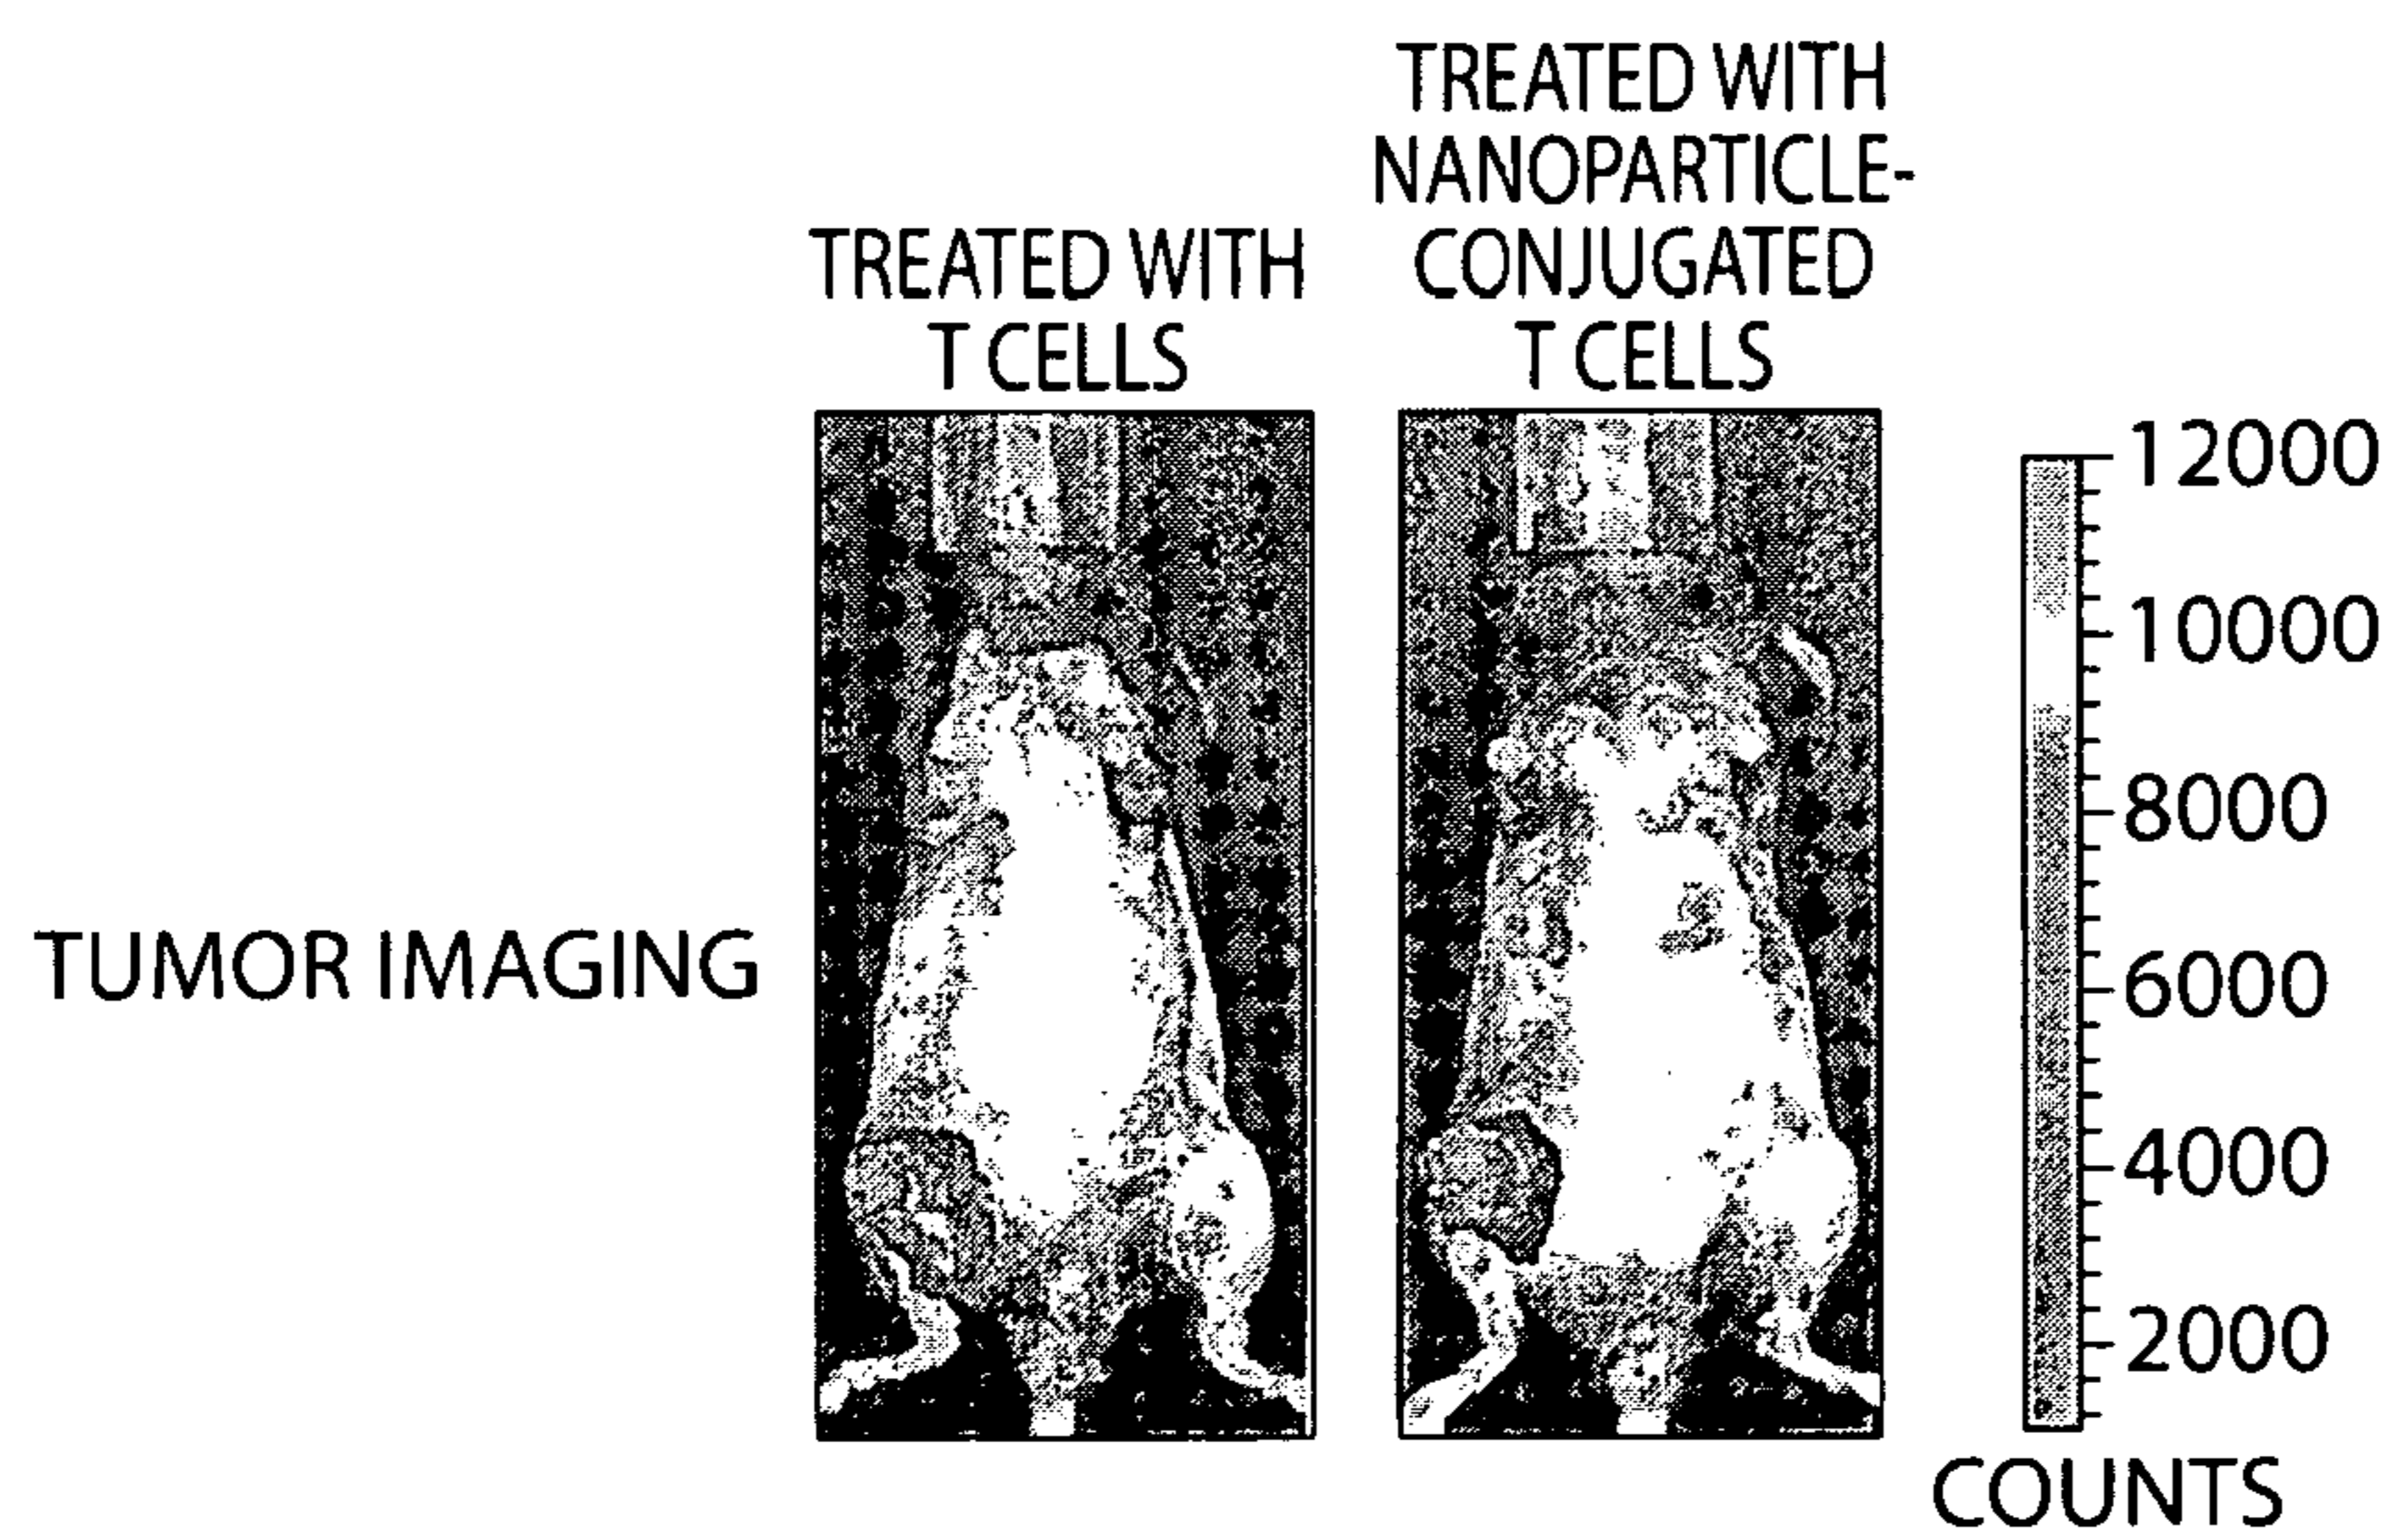 TREATED WITH
T CELLS
TREATED WITH
NANOPARTICLE-
CONJUGATED
T CELLS
TUMOR IMAGING
12000
10000
8000
6000
4000
2000
COUNTS